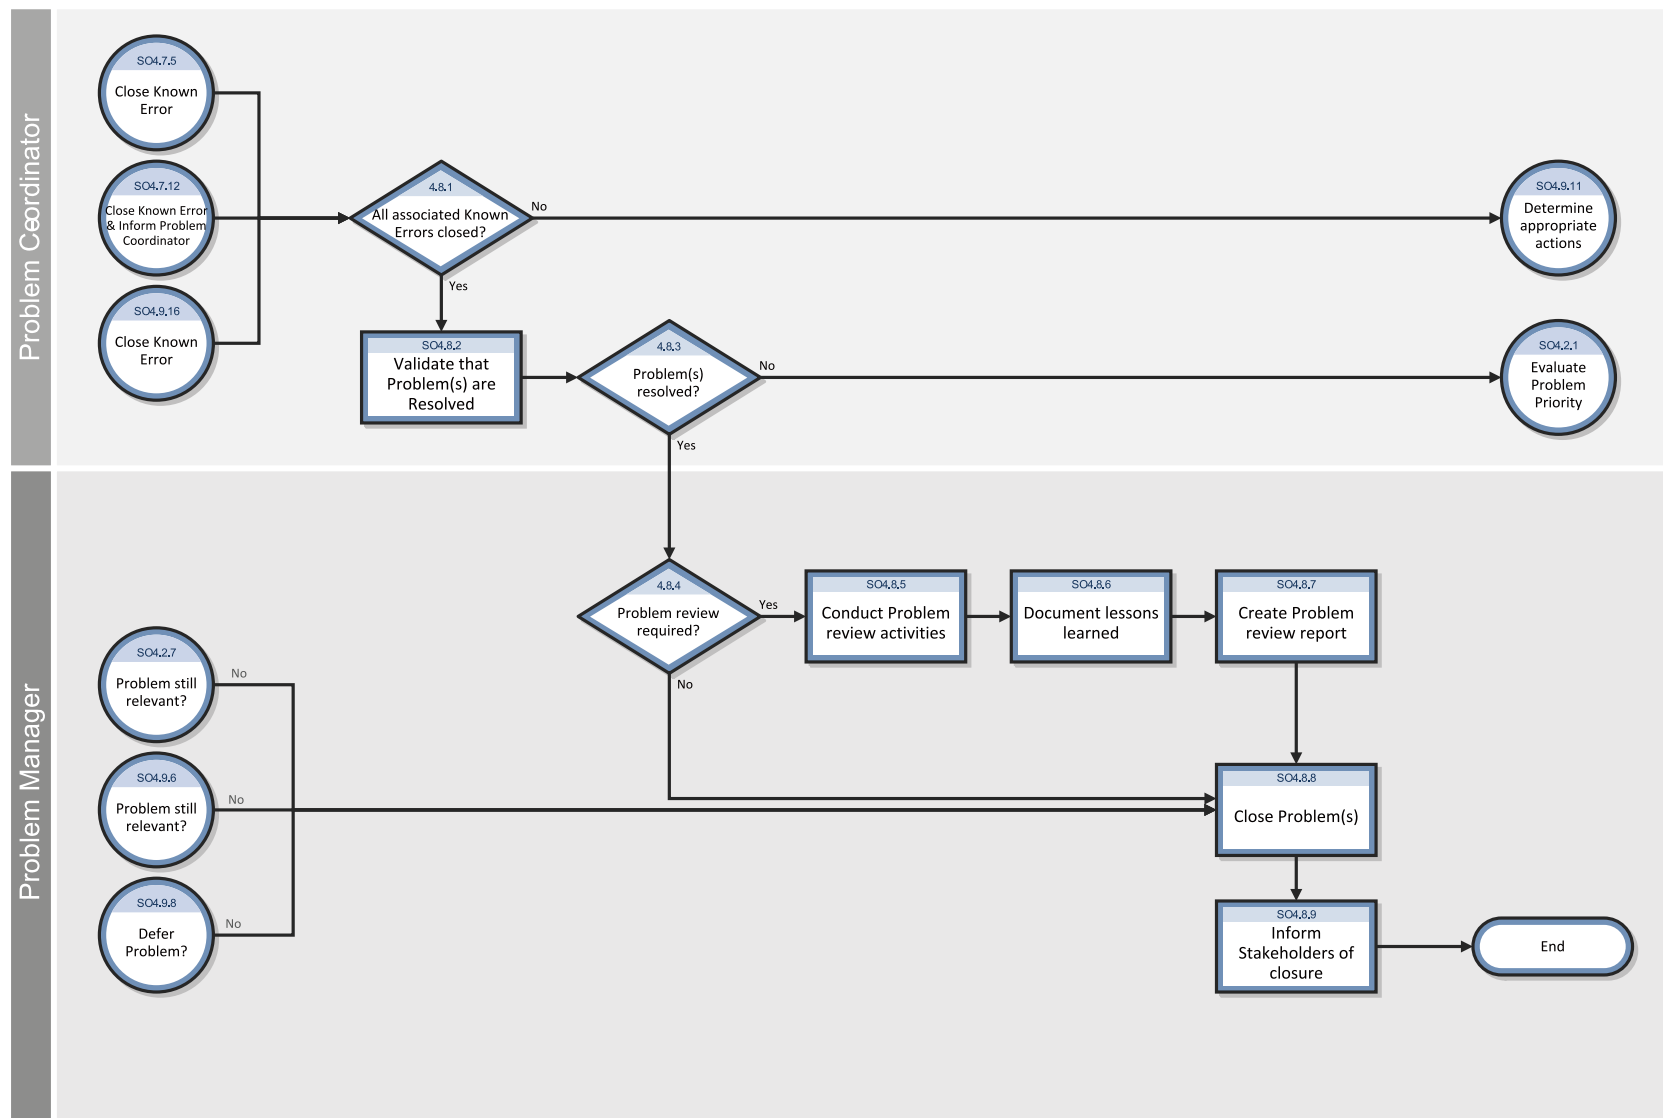 Problem Coordinator
SO4.7.5
Close Known
Error
SO4.7.12
Close Known Error
& Inform Problem
Coordinator
SO4.9.16
Close Known
Error
4.8.1
All associated Known
Errors closed?
No
Yes
SO4.9.11
Determine
appropriate
actions
SO4.8.2
Validate that
Problem(s) are
Resolved
4.8.3
Problem(s)
resolved?
No
Yes
SO4.2.1
Evaluate
Problem
Priority
Problem Manager
4.8.4
Problem review
required?
Yes
No
SO4.8.5
Conduct Problem
review activities
SO4.8.6
Document lessons
learned
SO4.8.7
Create Problem
review report
SO4.2.7
Problem still
relevant?
No
SO4.9.6
Problem still
relevant?
No
SO4.9.8
Defer
Problem?
No
SO4.8.8
Close Problem(s)
SO4.8.9
Inform
Stakeholders of
closure
End